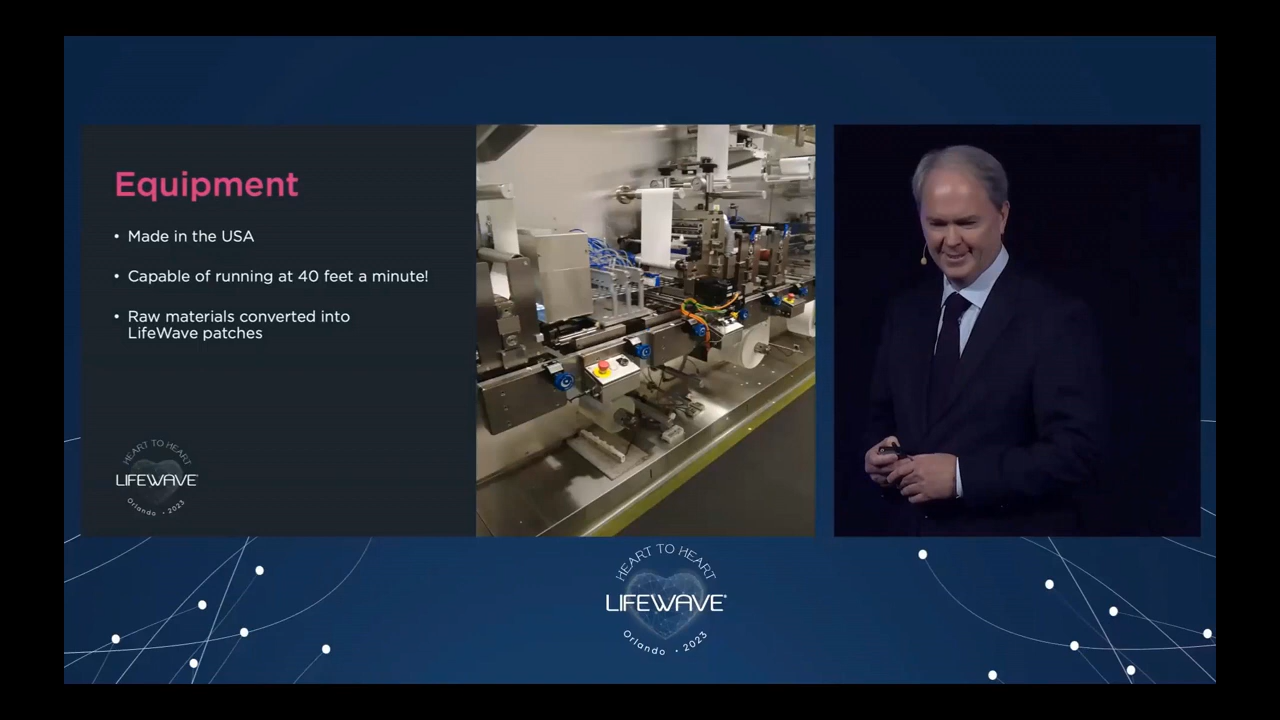 Equipment
• Made in the USA
• Capable of running at 40 feet a minute!
• Raw materials converted into
LifeWave patches
HEART TO HEART
LIFEWAVE®
Orlando • 2023
HEART TO HEART
LIFEWAVE®
Orlando • 2023